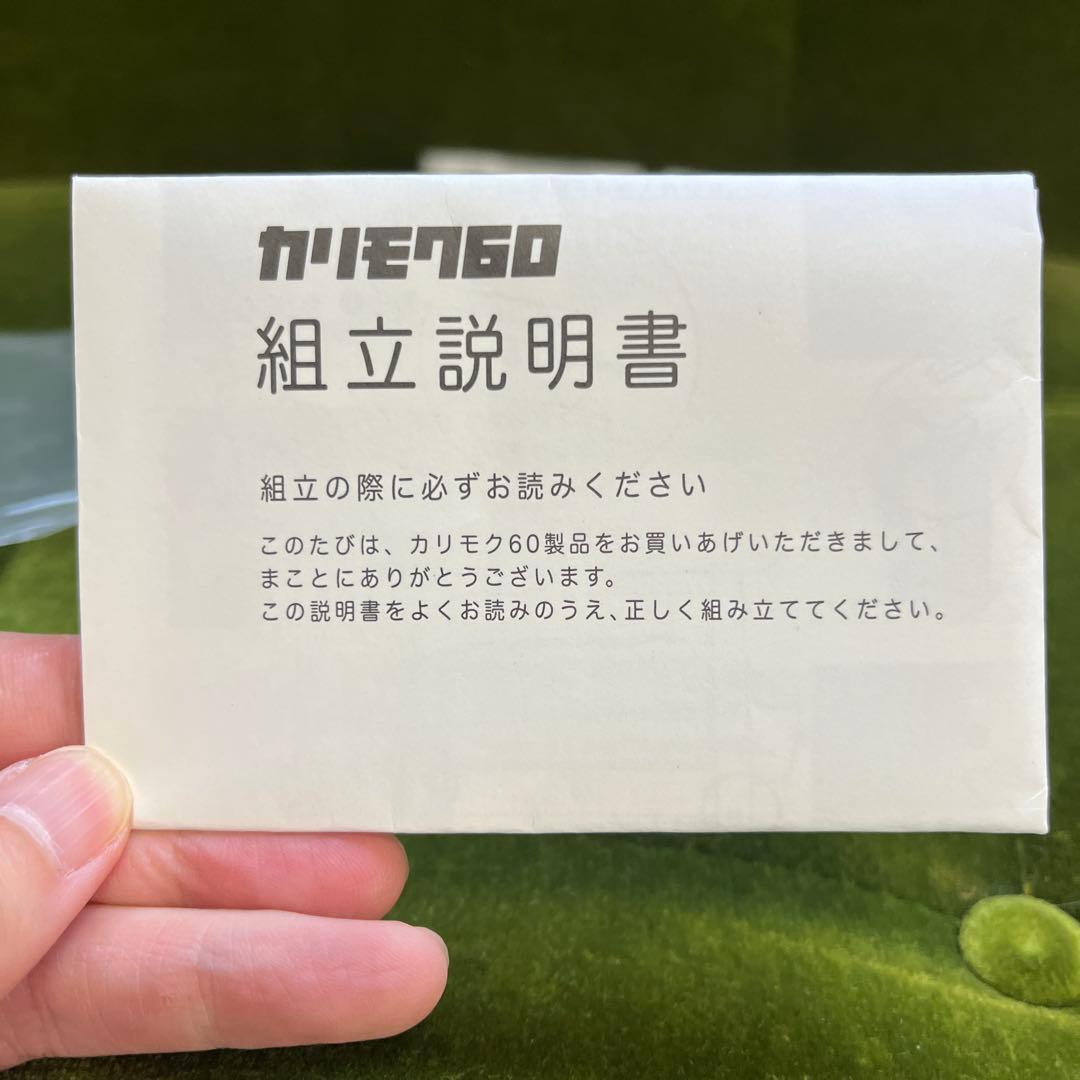 カリモク60
組立説明書
組立の際に必ずお読みください
このたびは、カリモク60製品をお買いあげいただきまして、
まことにありがとうございます。
この説明書をよくお読みのうえ、正しく組み立ててください。